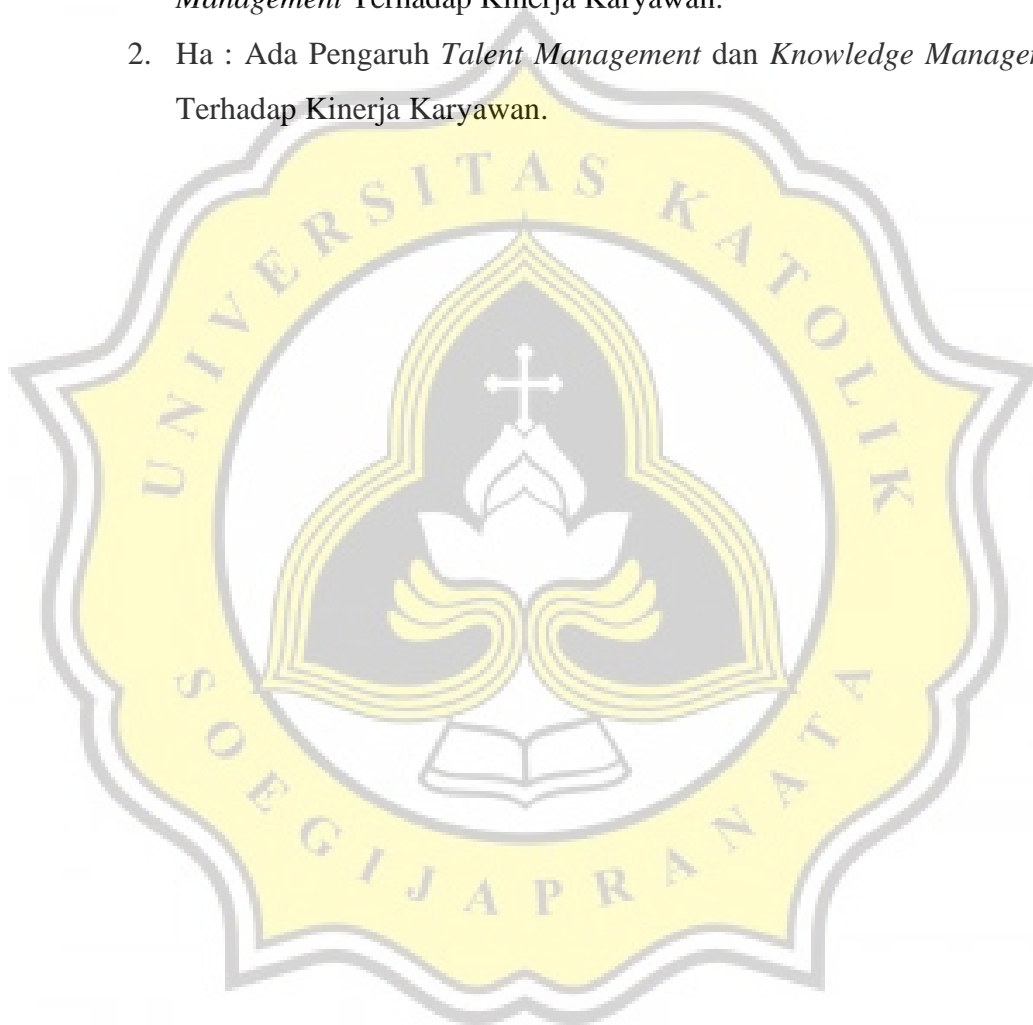 Management Terhadap Kinerja Karyawan.
2. Ha : Ada Pengaruh Talent Management dan Knowledge
Terhadap Kinerja Karyawan.
UNIVERSITAS KATOLIK
SOEGIJAPRANATA